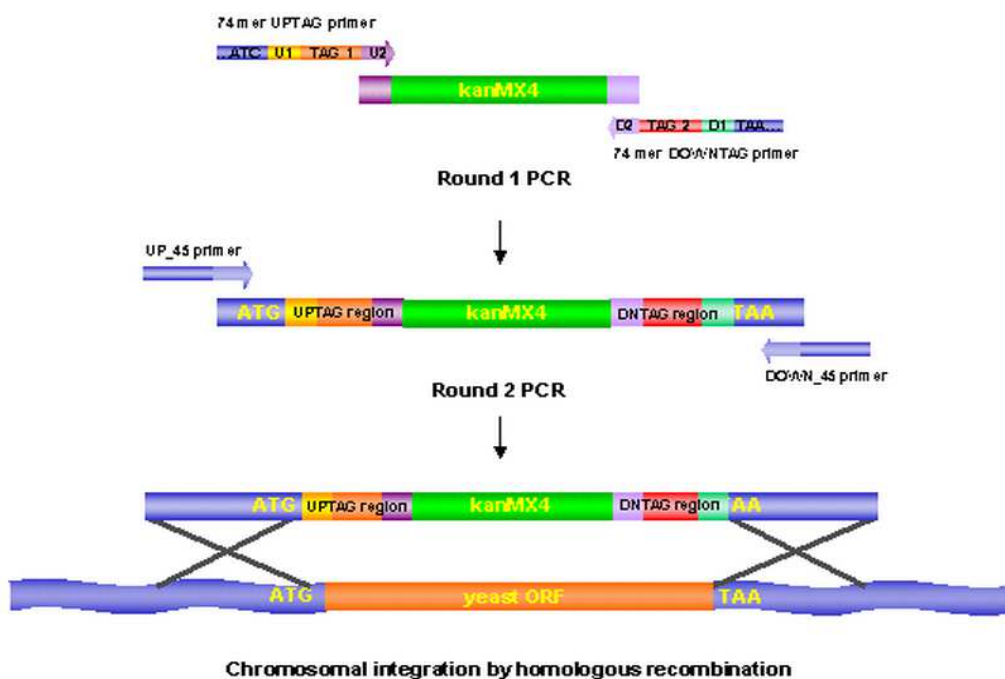 74 mer UPTAG primer
...ATC U1 TAG 1 U2
kanMX4
D2 TAG 2 D1 TAA...
74 mer DOWNTAG primer
Round 1 PCR
UP_45 primer
ATG UPTAG region kanMX4 DNTAG region TAA
DOWN_45 primer
Round 2 PCR
ATG UPTAG region kanMX4 DNTAG region AA
ATG yeast ORF TAA
Chromosomal integration by homologous recombination